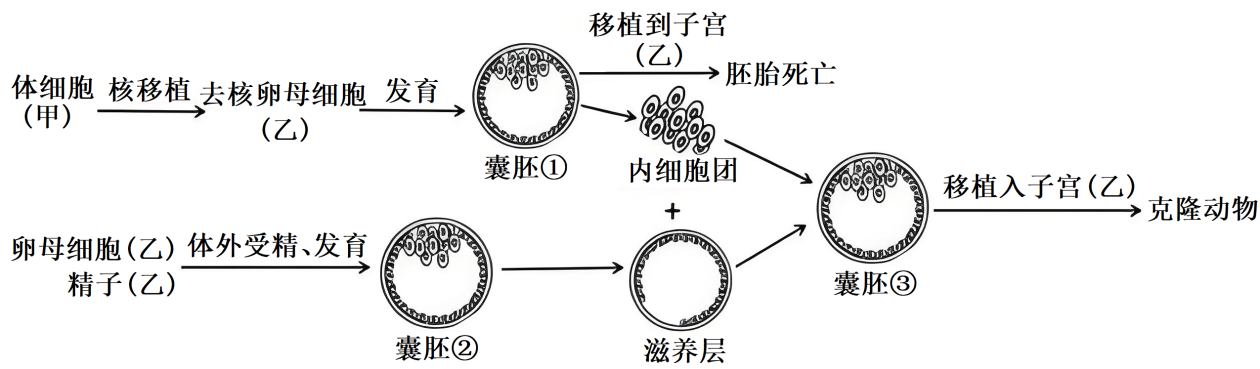 体细胞
(甲)
核移植
去核卵母细胞
(乙)
发育
囊胚①
移植到子宫
(乙)
胚胎死亡
内细胞团
+
卵母细胞(乙)
精子(乙)
体外受精、发育
囊胚②
滋养层
囊胚③
移植入子宫(乙)
克隆动物